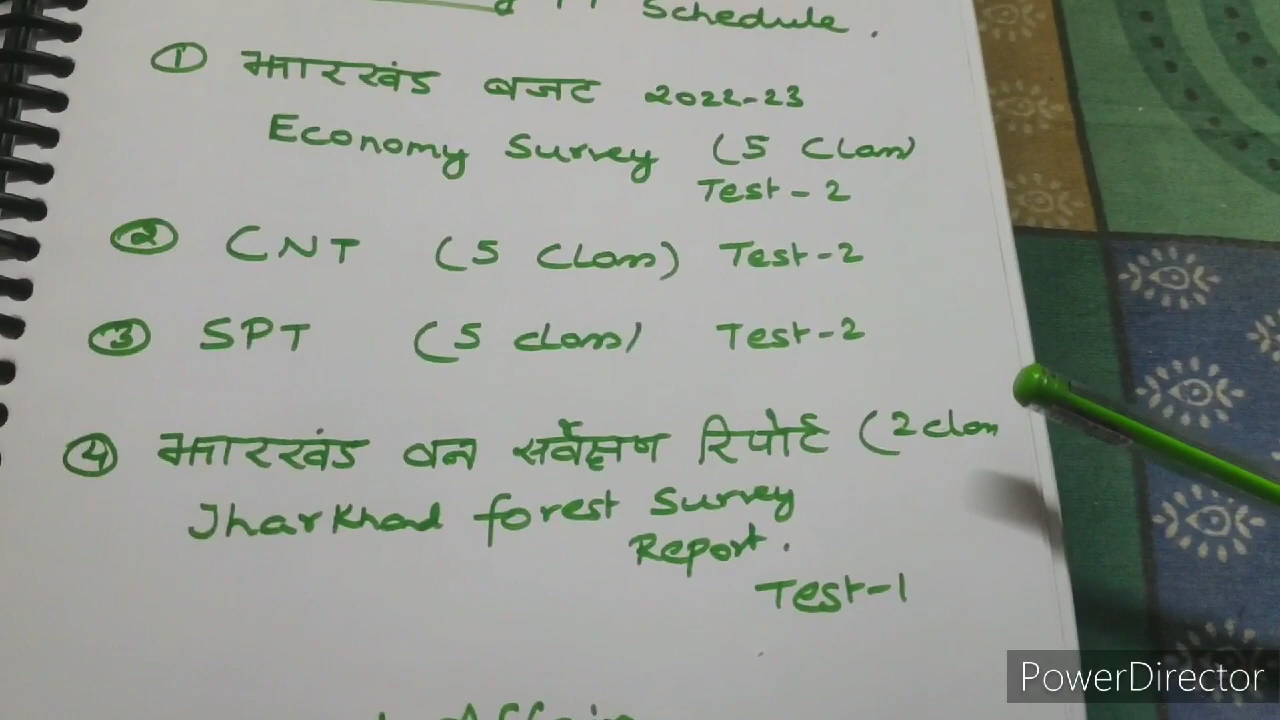 Schedule.
① झारखंड बजट 2022-23
Economy Survey (5 Class)
Test-2
② CNT (5 Class) Test-2
③ SPT (5 class) Test-2
④ झारखंड वन सर्वेक्षण रिपोर्ट (2 class
Jharkhand forest Survey
Report.
Test-1
PowerDirector